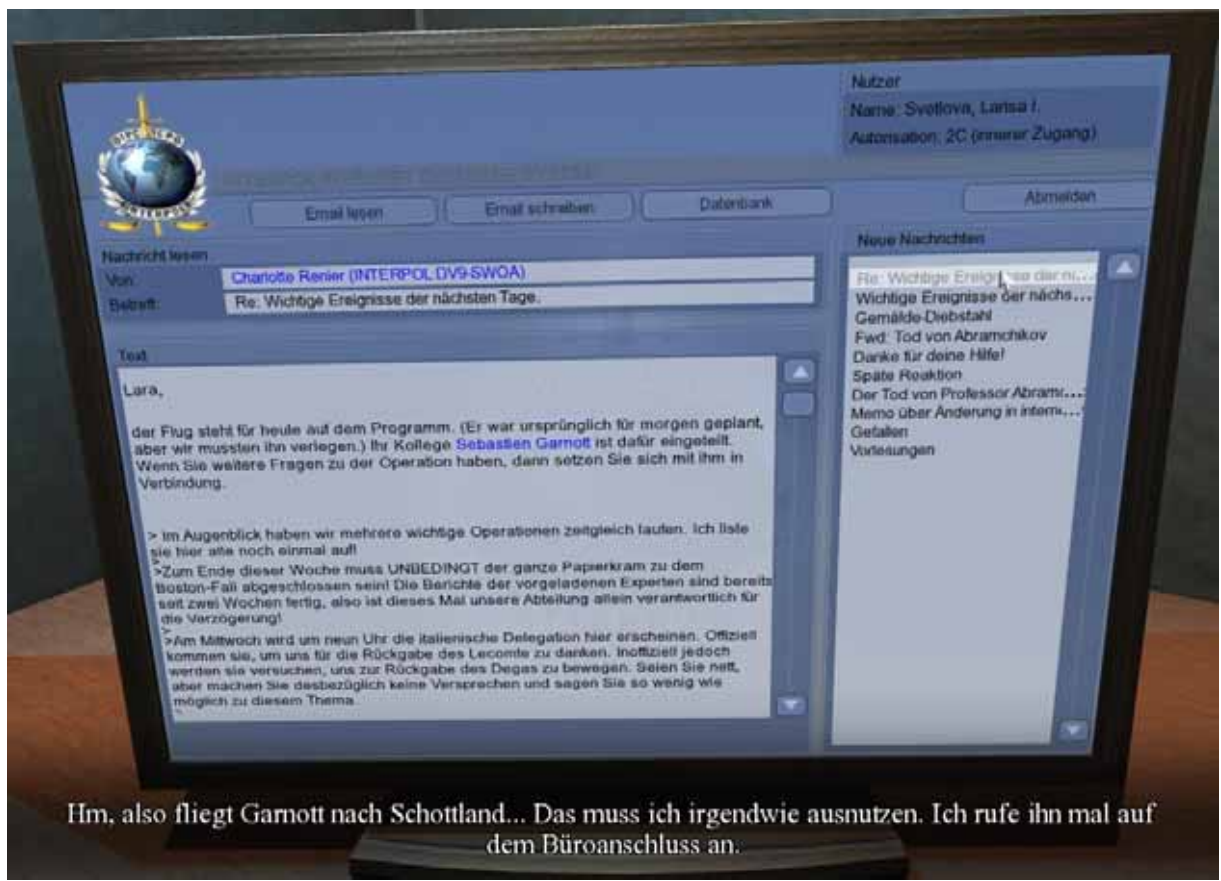 Nutzer
Name: Svetlova, Larisa I.
Autorisation: 2C (innerer Zugang)
INTERPOL
Email lesen
Email schreiben
Datenbank
Abmelden
Nachricht lesen
Von:
Charlotte Renier (INTERPOL DV9-SWOA)
Betreff:
Re: Wichtige Ereignisse der nächsten Tage.
Text
Lara,
der Flug steht für heute auf dem Programm. (Er war ursprünglich für morgen geplant,
aber wir mussten ihn verlegen.) Ihr Kollege Sebastien Garnott ist dafür eingeteilt.
Wenn Sie weitere Fragen zu der Operation haben, dann setzen Sie sich mit ihm in
Verbindung.
> Im Augenblick haben wir mehrere wichtige Operationen zeitgleich laufen. Ich liste
sie hier alle noch einmal auf!
>
>Zum Ende dieser Woche muss UNBEDINGT der ganze Papierkram zu dem
Boston-Fall abgeschlossen sein! Die Berichte der vorgeladenen Experten sind bereits
seit zwei Wochen fertig, also ist dieses Mal unsere Abteilung allein verantwortlich für
die Verzögerung!
>
>Am Mittwoch wird um neun Uhr die italienische Delegation hier erscheinen. Offiziell
kommen sie, um uns für die Rückgabe des Lecomte zu danken. Inoffiziell jedoch
werden sie versuchen, uns zur Rückgabe des Degas zu bewegen. Seien Sie nett,
aber machen Sie desbezüglich keine Versprechen und sagen Sie so wenig wie
möglich zu diesem Thema.
Neue Nachrichten
Re: Wichtige Ereignisse der nä...
Wichtige Ereignisse der nächs...
Gemälde-Diebstahl
Fwd: Tod von Abramchikov
Danke für deine Hilfe!
Späte Reaktion
Der Tod von Professor Abramc...
Memo über Änderung in intern...
Gefallen
Vorlesungen
Hm, also fliegt Garnott nach Schottland... Das muss ich irgendwie ausnutzen. Ich rufe ihn mal auf
dem Büroanschluss an.